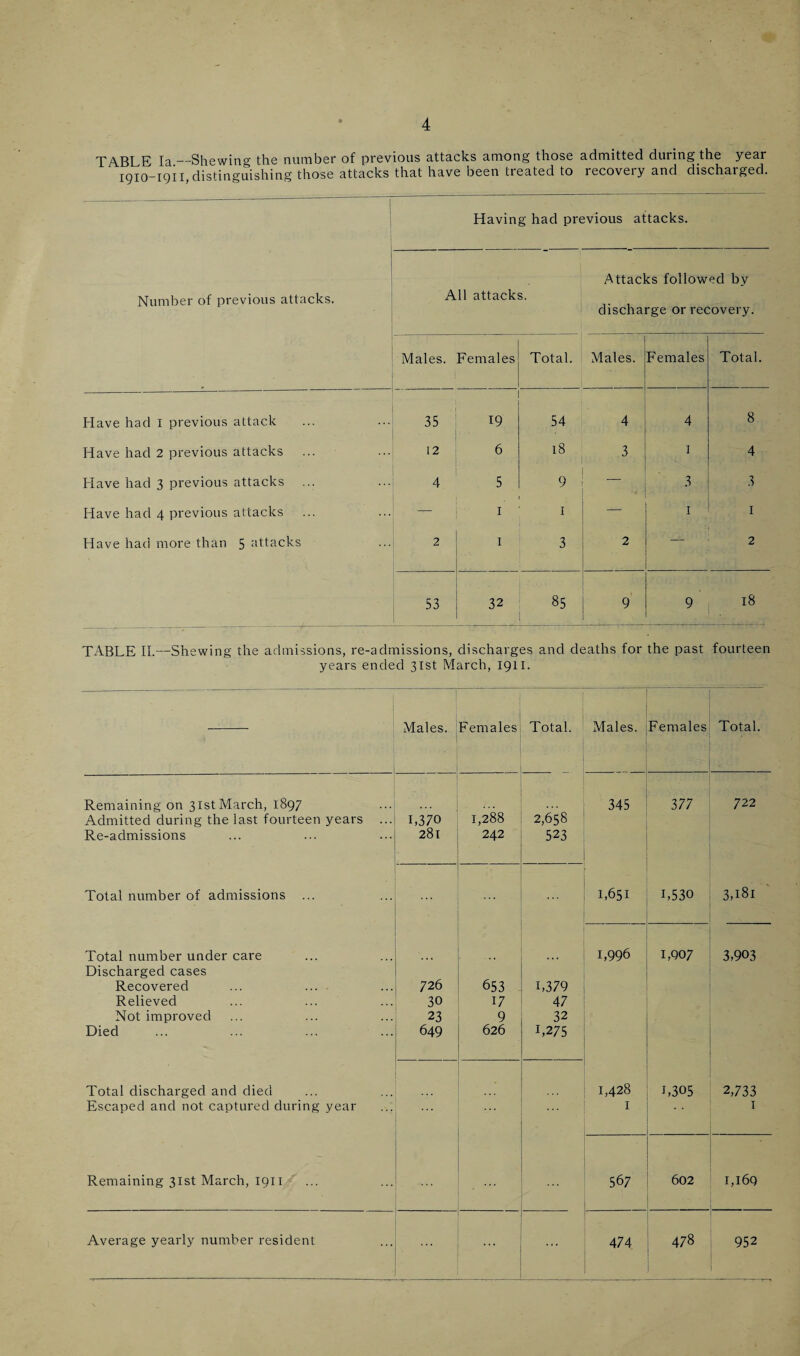 4
TABLE Ia.—Shewing the number of previous attacks among those admitted during the year
1910-1911, distinguishing those attacks that have been treated to recovery and discharged.
Having had previous attacks.
Number of previous attacks.
All attacks.
Attacks followed by
discharge or recovery.
Males. Females Total. Males. Females Total.
Have had 1 previous attack ... ... 35 19 54 4 4 8
Have had 2 previous attacks ... ... 12 6 18 3 1 4
Have had 3 previous attacks ... ... 4 5 9 — 3 3
Have had 4 previous attacks ... ... — 1 1 — 1 1
Have had more than 5 attacks ... 2 1 3 2 — 2
53 32 85 9 9 18
TABLE II.—Shewing the admissions, re-admissions, discharges and deaths for the past fourteen
years ended 31st March, 1911.
—— Males. Females Total. Males. Females Total.
Remaining on 31st March, 1897 ... ... ... ... 345 377 722
Admitted during the last fourteen years ... 1,370 1,288 2,658
Re-admissions ... ... ... 281 242 523
Total number of admissions ... ... ... ... ... 1,651 1,530 3,181
Total number under care ... ... ... .. ... 1,996 1,907 3,903
Discharged cases
Recovered ... ... ... 726 653 1,379
Relieved ... ... ... 30 17 47
Not improved ... ... ... 23 9 32
Died ... ... ... ... 649 626 1,275
Total discharged and died ... ... ... ... ... 1,428 1,305 2,733
Escaped and not captured during year ... ... ... ... 1 .. 1
Remaining 31st March, 1911 ... ... ... ... ... 567 602 1,169
Average yearly number resident ... ... ... ... 474 478 952